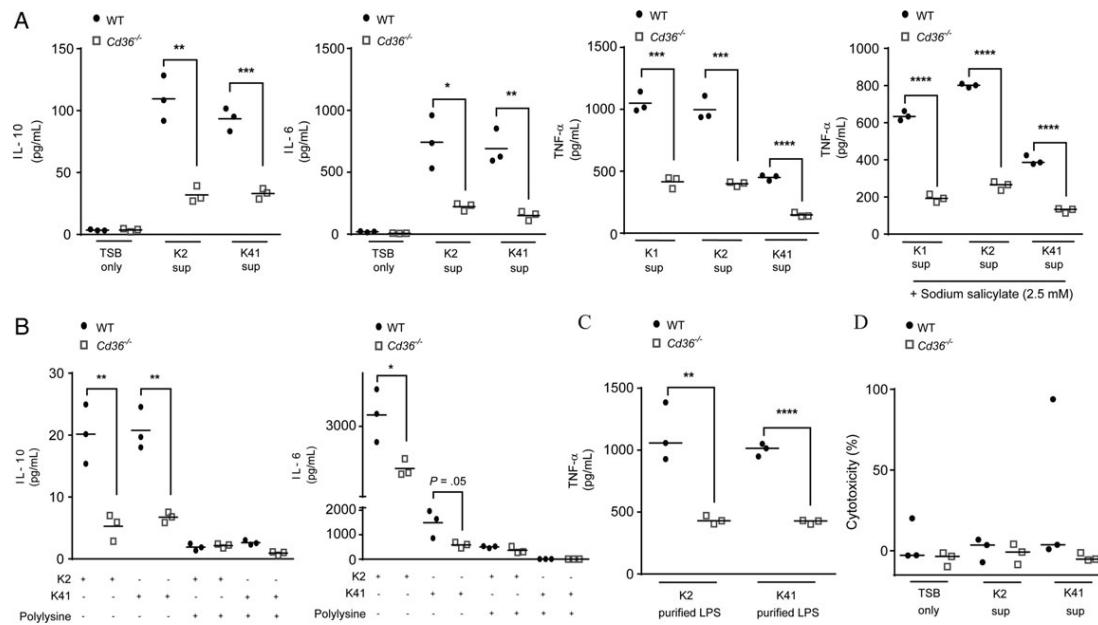 A
WT
Cd36-/-
IL-10
(pg/mL)
150
100
50
0
**
***
TSB
only
K2
sup
K41
sup
WT
Cd36-/-
IL-6
(pg/mL)
1500
1000
750
500
250
0
*
**
TSB
only
K2
sup
K41
sup
WT
Cd36-/-
TNF-α
(pg/mL)
1500
1000
500
0
***
***
****
K1
sup
K2
sup
K41
sup
WT
Cd36-/-
TNF-α
(pg/mL)
1000
800
600
400
200
0
****
****
****
K1
sup
K2
sup
K41
sup
+ Sodium salicylate (2.5 mM)
B
WT
Cd36-/-
IL-10
(pg/mL)
30
20
10
0
**
**
K2 + + - - + + - -
K41 - - + + - - + +
Polylysine - - - - + + + +
WT
Cd36-/-
IL-6
(pg/mL)
3000
2000
1000
0
*
P = .05
K2 + + - - + + - -
K41 - - + + - - + +
Polylysine - - - - + + + +
C
WT
Cd36-/-
TNF-α
(pg/mL)
1500
1000
500
0
**
****
K2
purified LPS
K41
purified LPS
D
WT
Cd36-/-
Cytotoxicity (%)
100
50
0
TSB
only
K2
sup
K41
sup